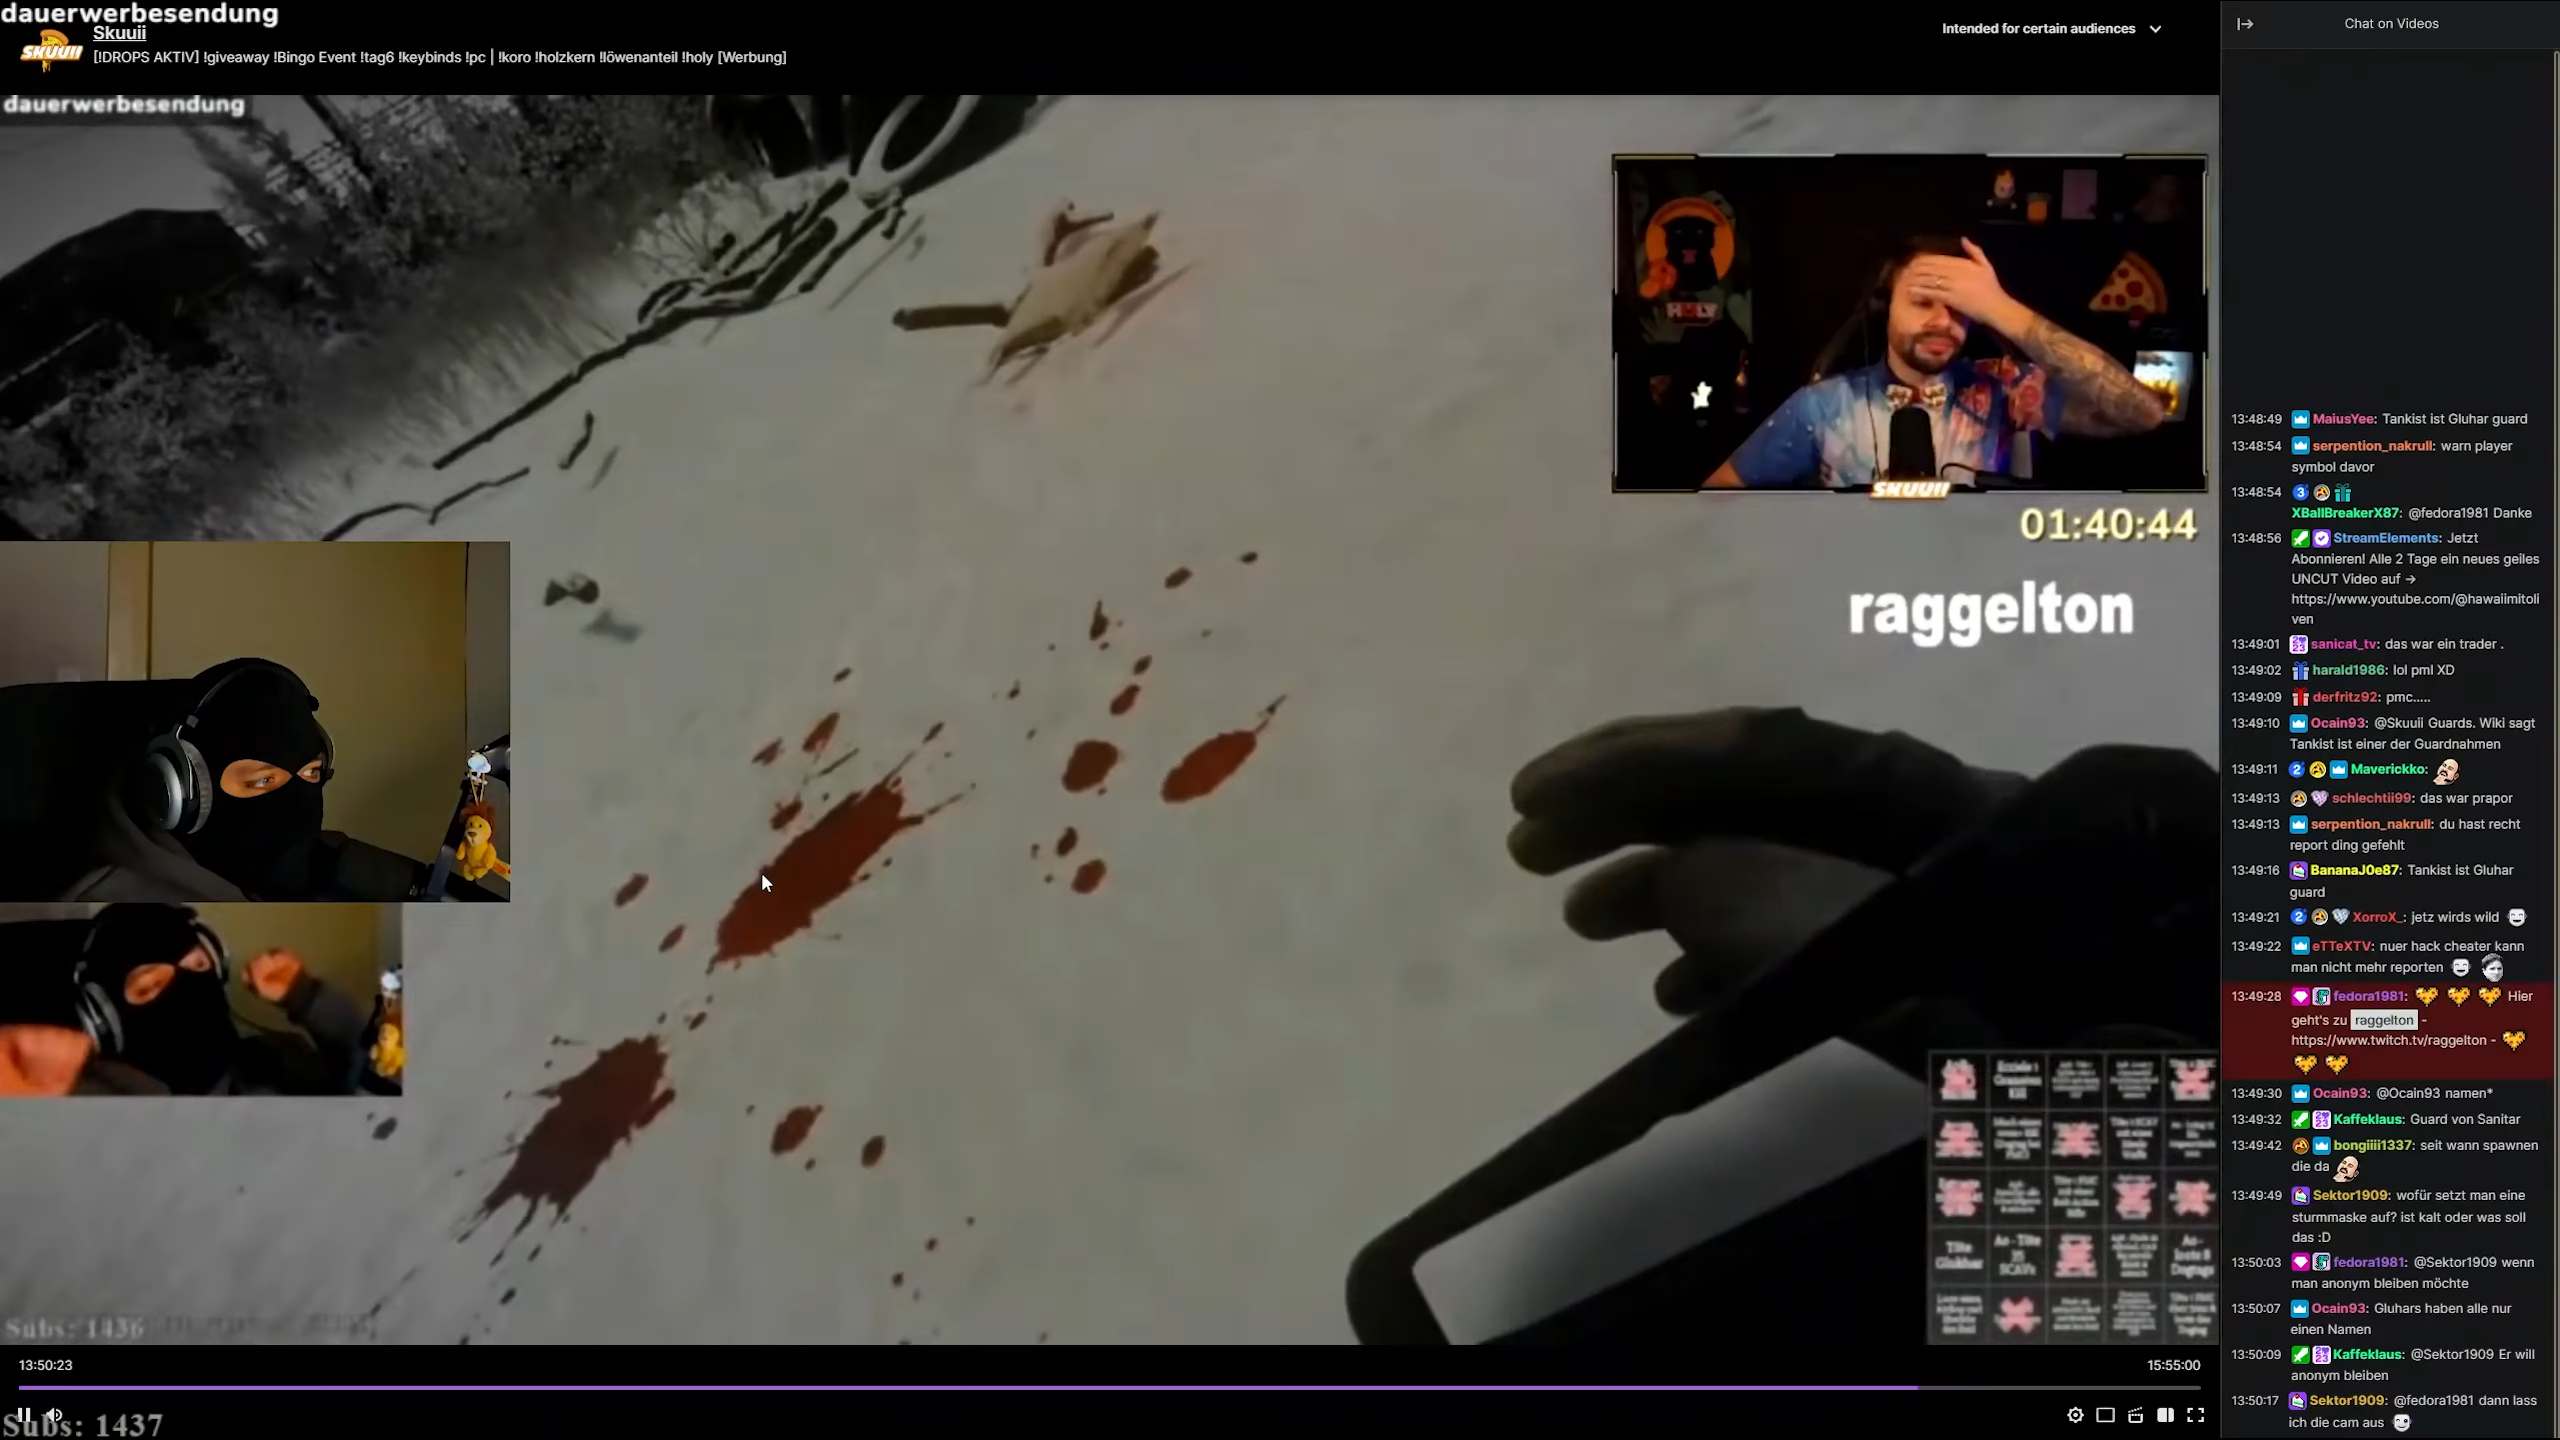 dauerwerbesendung
Skuuii
[!DROPS AKTIV] !giveaway !Bingo Event !tag6 !keybinds !pc | !koro !holzkern !löwenanteil !holy [Werbung]
Intended for certain audiences
dauerwerbesendung
SKUUII
HOLY
SKUUII
01:40:44
raggelton
Subs: 1436
13:50:23
15:55:00
Subs: 1437
Chat on Videos
13:48:49 MaiusYee: Tankist ist Gluhar guard
13:48:54 serpention_nakrull: warn player
symbol davor
13:48:54
XBallBreakerX87: @fedora1981 Danke
13:48:56 StreamElements: Jetzt
Abonnieren! Alle 2 Tage ein neues geiles
UNCUT Video auf →
https://www.youtube.com/@hawaiimitoli
ven
13:49:01 sanicat_tv: das war ein trader .
13:49:02 harald1986: lol pml XD
13:49:09 derfritz92: pmc.....
13:49:10 Ocain93: @Skuuii Guards. Wiki sagt
Tankist ist einer der Guardnahmen
13:49:11 Maverickko:
13:49:13 schlechtii99: das war prapor
13:49:13 serpention_nakrull: du hast recht
report ding gefehlt
13:49:16 BananaJ0e87: Tankist ist Gluhar
guard
13:49:21 XorroX_: jetz wirds wild
13:49:22 eTTeXTV: nuer hack cheater kann
man nicht mehr reporten
13:49:28 fedora1981: Hier
geht's zu raggelton -
https://www.twitch.tv/raggelton -
13:49:30 Ocain93: @Ocain93 namen*
13:49:32 Kaffeklaus: Guard von Sanitar
13:49:42 bongiiii1337: seit wann spawnen
die da
13:49:49 Sektor1909: wofür setzt man eine
sturmmaske auf? ist kalt oder was soll
das :D
13:50:03 fedora1981: @Sektor1909 wenn
man anonym bleiben möchte
13:50:07 Ocain93: Gluhars haben alle nur
einen Namen
13:50:09 Kaffeklaus: @Sektor1909 Er will
anonym bleiben
13:50:17 Sektor1909: @fedora1981 dann lass
ich die cam aus